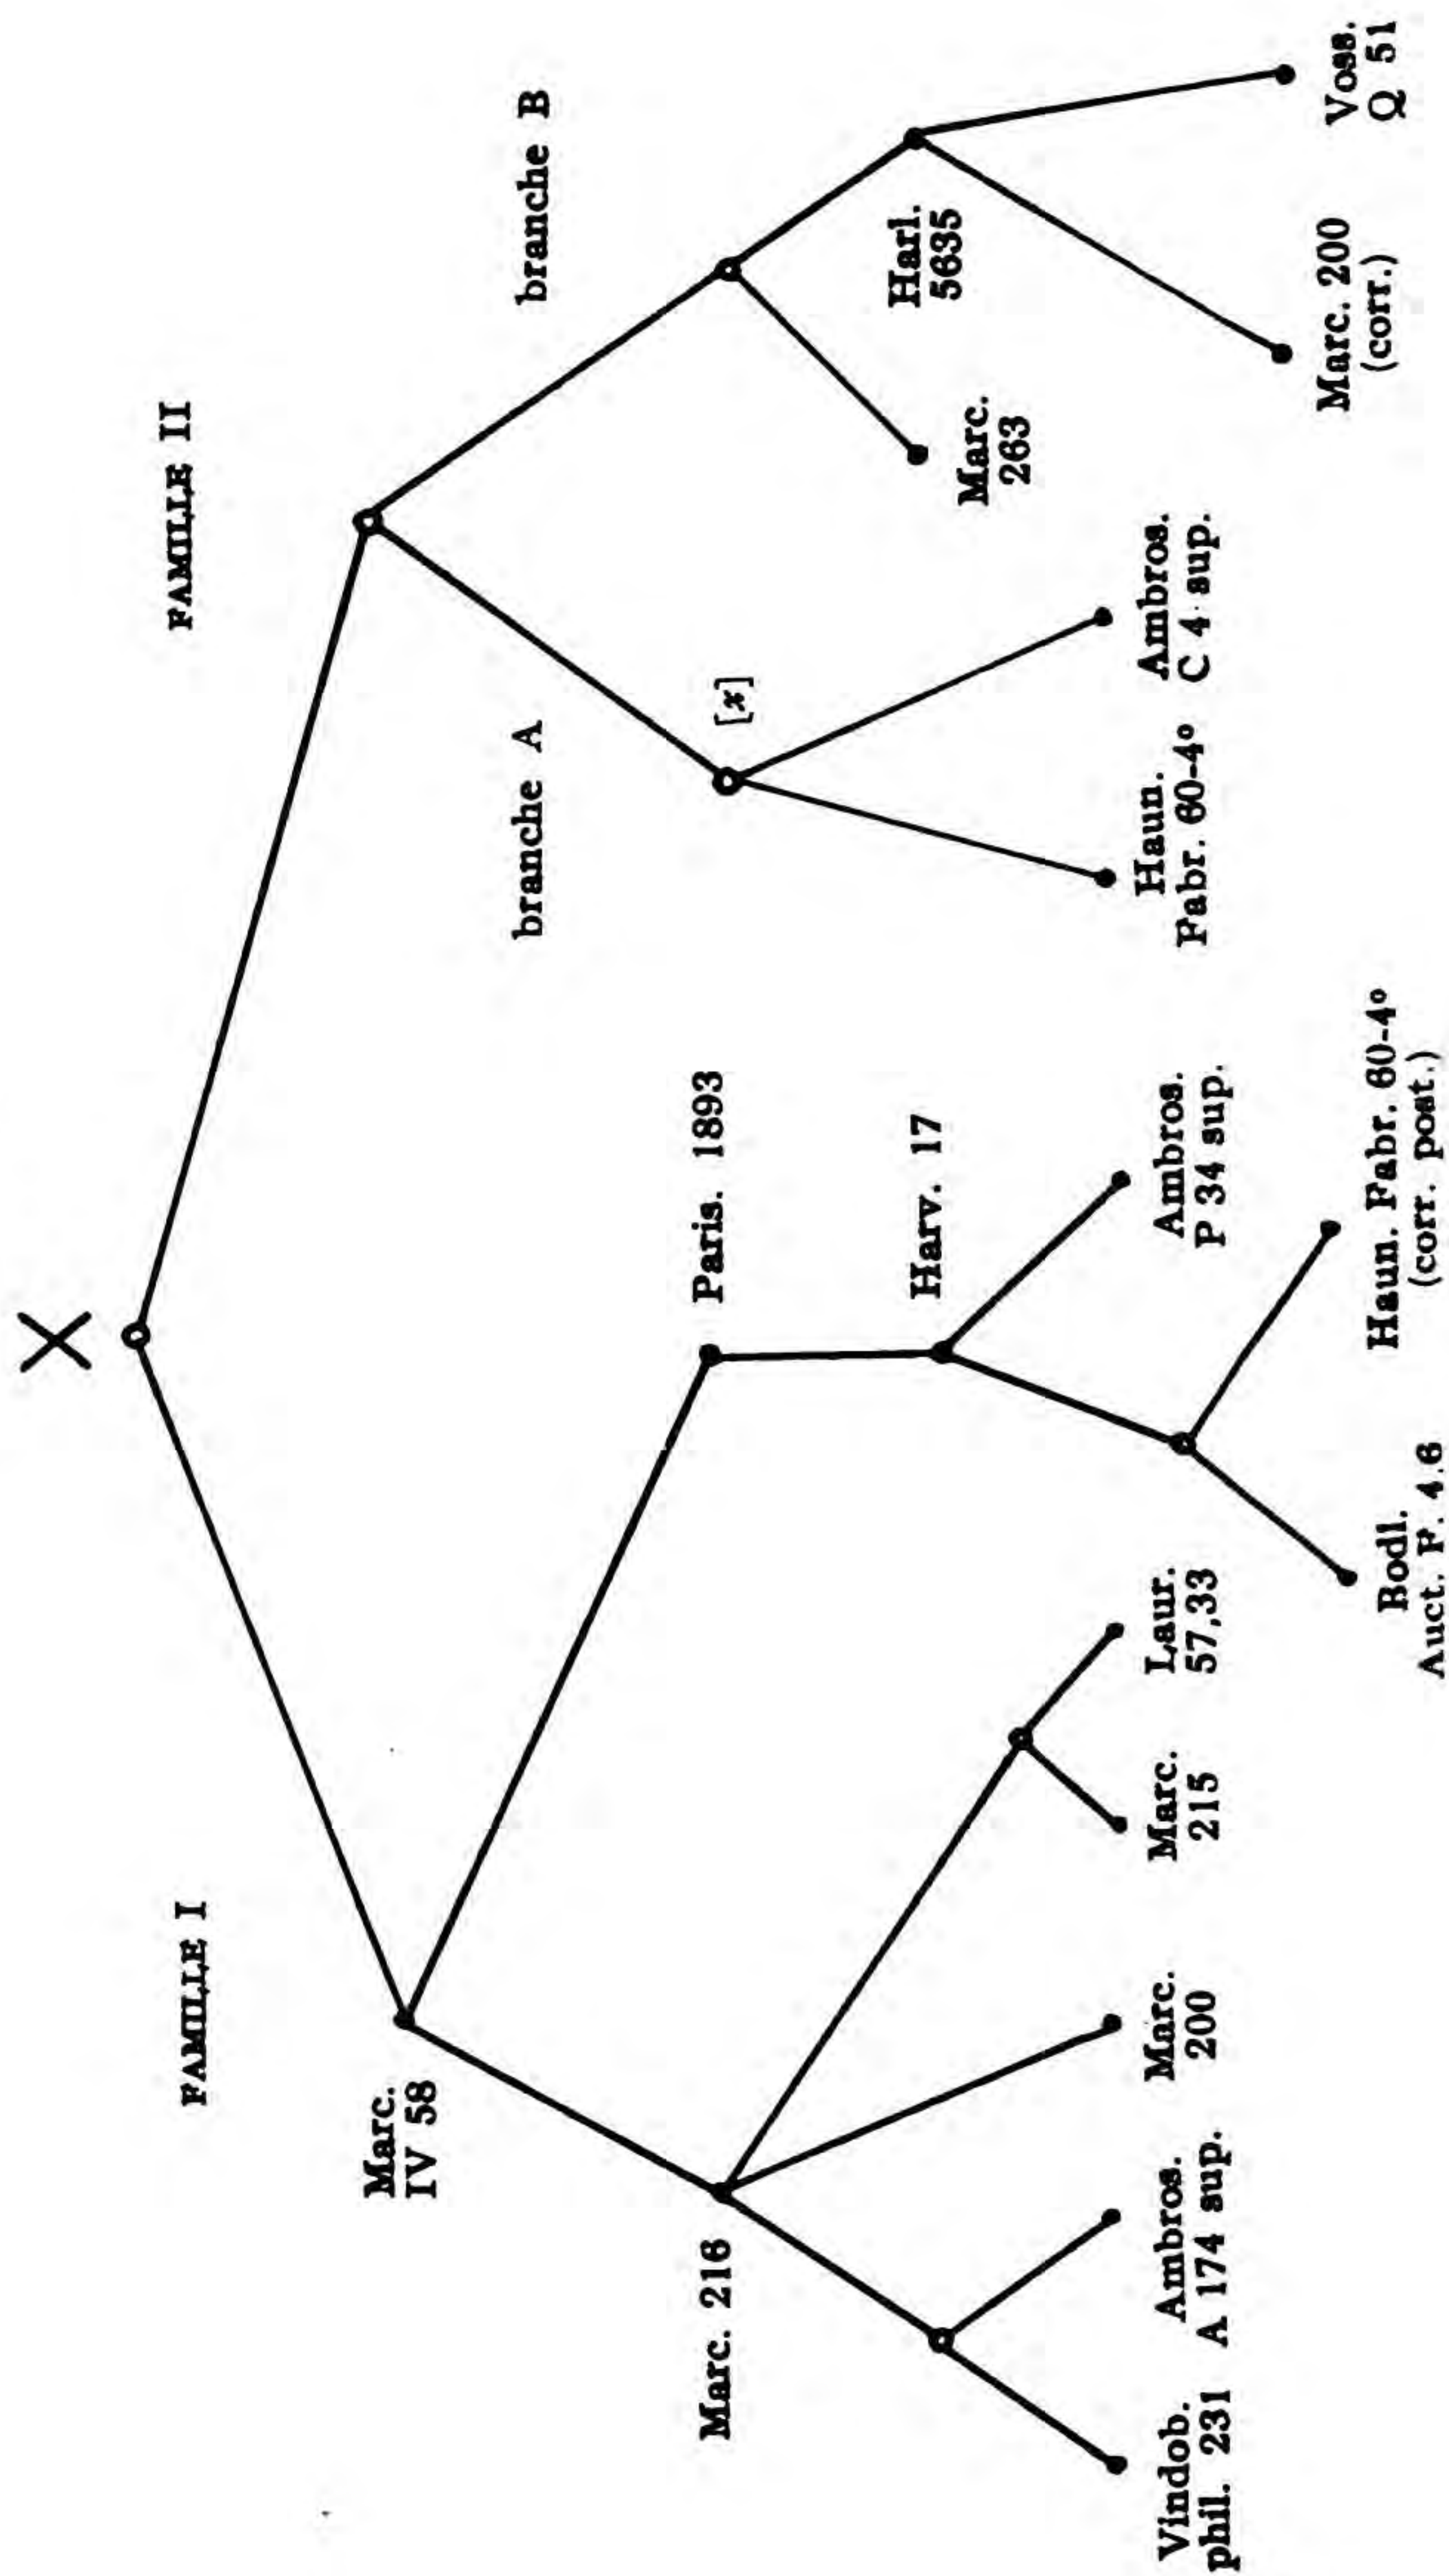 X
FAMILLE I
FAMILLE II
Marc.
IV 58
branche A
branche B
Marc. 216
Paris. 1893
[x]
Harv. 17
Marc.
263
Harl.
5635
Vindob.
phil. 231
Ambros.
A 174 sup.
Marc.
200
Marc.
215
Laur.
57,33
Ambros.
P 34 sup.
Haun.
Fabr. 60-4º
Ambros.
C 4 sup.
Marc. 200
(corr.)
Voss.
Q 51
Bodl.
Auct. F. 4.6
Haun. Fabr. 60-4º
(corr. post.)